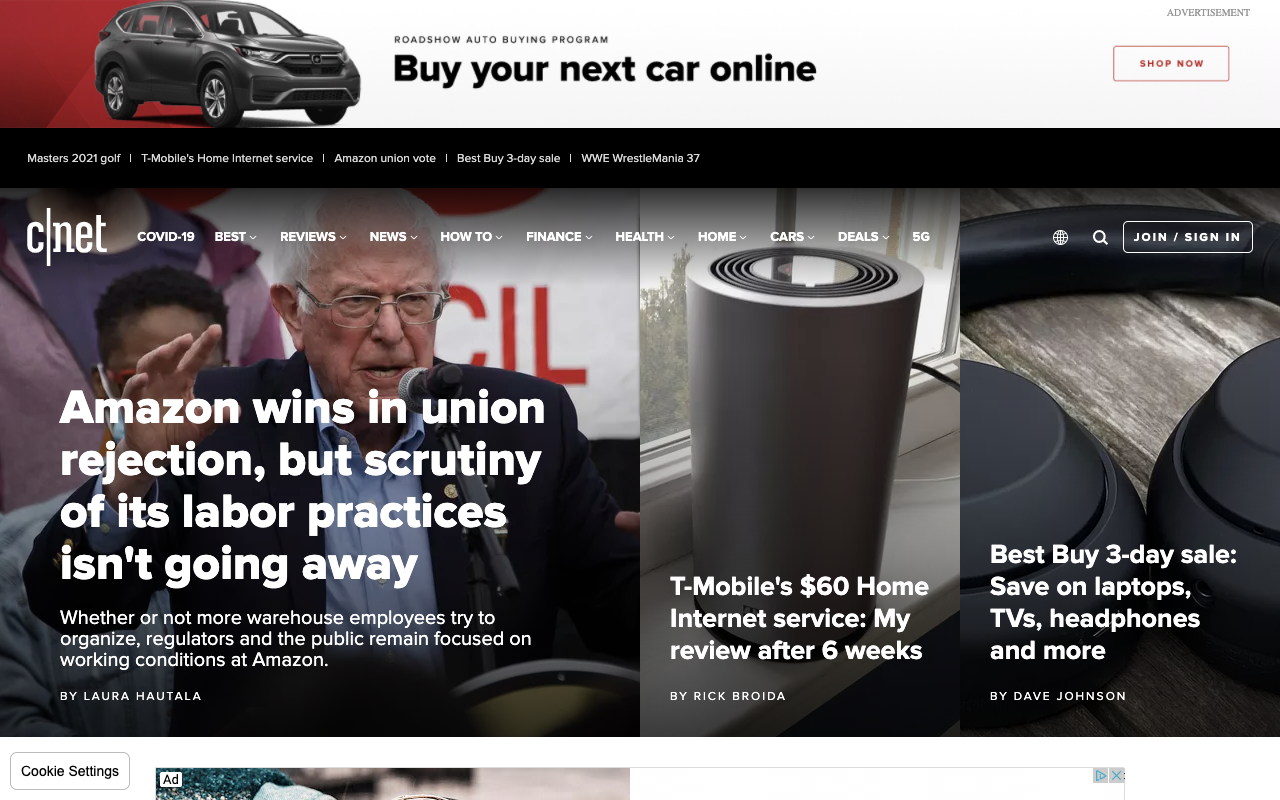 ADVERTISEMENT
ROADSHOW AUTO BUYING PROGRAM
Buy your next car online
SHOP NOW
Masters 2021 golf | T-Mobile's Home Internet service | Amazon union vote | Best Buy 3-day sale | WWE WrestleMania 37
c|net COVID-19 BEST REVIEWS NEWS HOW TO FINANCE HEALTH HOME CARS DEALS 5G JOIN / SIGN IN
CIL
Amazon wins in union
rejection, but scrutiny
of its labor practices
isn't going away
Whether or not more warehouse employees try to
organize, regulators and the public remain focused on
working conditions at Amazon.
BY LAURA HAUTALA
T-Mobile's $60 Home
Internet service: My
review after 6 weeks
BY RICK BROIDA
Best Buy 3-day sale:
Save on laptops,
TVs, headphones
and more
BY DAVE JOHNSON
Cookie Settings
Ad